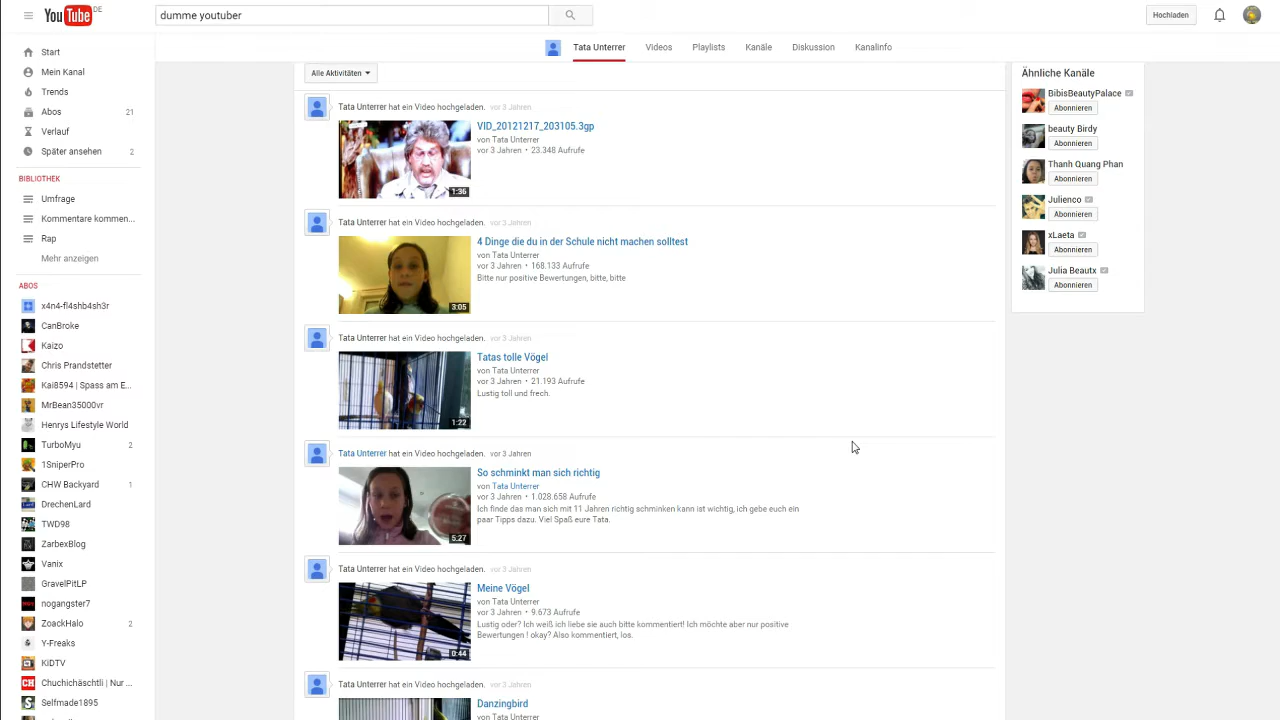 YouTube DE
dumme youtuber
Hochladen
Tata Unterrer
Videos
Playlists
Kanäle
Diskussion
Kanalinfo
Start
Mein Kanal
Trends
Abos 21
Verlauf
Später ansehen 2
BIBLIOTHEK
Umfrage
Kommentare kommen...
Rap
Mehr anzeigen
ABOS
x4n4-fl4shb4sh3r
CanBroke
Kaizo
Chris Prandstetter
Kai8594 | Spass am E...
MrBean35000vr
Henrys Lifestyle World
TurboMyu 2
1SniperPro
CHW Backyard 1
DrechenLard
TWD98
ZarbexBlog
Vanix
GravelPitLP
nogangster7
ZoackHalo 2
Y-Freaks
KiDTV
Chuchichäschtli | Nur ...
Selfmade1895
Alle Aktivitäten
Tata Unterrer hat ein Video hochgeladen. vor 3 Jahren
1:36
VID_20121217_203105.3gp
von Tata Unterrer
vor 3 Jahren • 23.348 Aufrufe
Tata Unterrer hat ein Video hochgeladen. vor 3 Jahren
3:05
4 Dinge die du in der Schule nicht machen solltest
von Tata Unterrer
vor 3 Jahren • 168.133 Aufrufe
Bitte nur positive Bewertungen, bitte, bitte
Tata Unterrer hat ein Video hochgeladen. vor 3 Jahren
1:22
Tatas tolle Vögel
von Tata Unterrer
vor 3 Jahren • 21.193 Aufrufe
Lustig toll und frech.
Tata Unterrer hat ein Video hochgeladen. vor 3 Jahren
5:27
So schminkt man sich richtig
von Tata Unterrer
vor 3 Jahren • 1.028.658 Aufrufe
Ich finde das man sich mit 11 Jahren richtig schminken kann ist wichtig, ich gebe euch ein
paar Tipps dazu. Viel Spaß eure Tata.
Tata Unterrer hat ein Video hochgeladen. vor 3 Jahren
0:44
Meine Vögel
von Tata Unterrer
vor 3 Jahren • 9.673 Aufrufe
Lustig oder? Ich weiß ich liebe sie auch bitte kommentiert! Ich möchte aber nur positive
Bewertungen ! okay? Also kommentiert, los.
Tata Unterrer hat ein Video hochgeladen. vor 3 Jahren
Danzingbird
von Tata Unterrer
Ähnliche Kanäle
BibisBeautyPalace
Abonnieren
beauty Birdy
Abonnieren
Thanh Quang Phan
Abonnieren
Julienco
Abonnieren
xLaeta
Abonnieren
Julia Beautx
Abonnieren